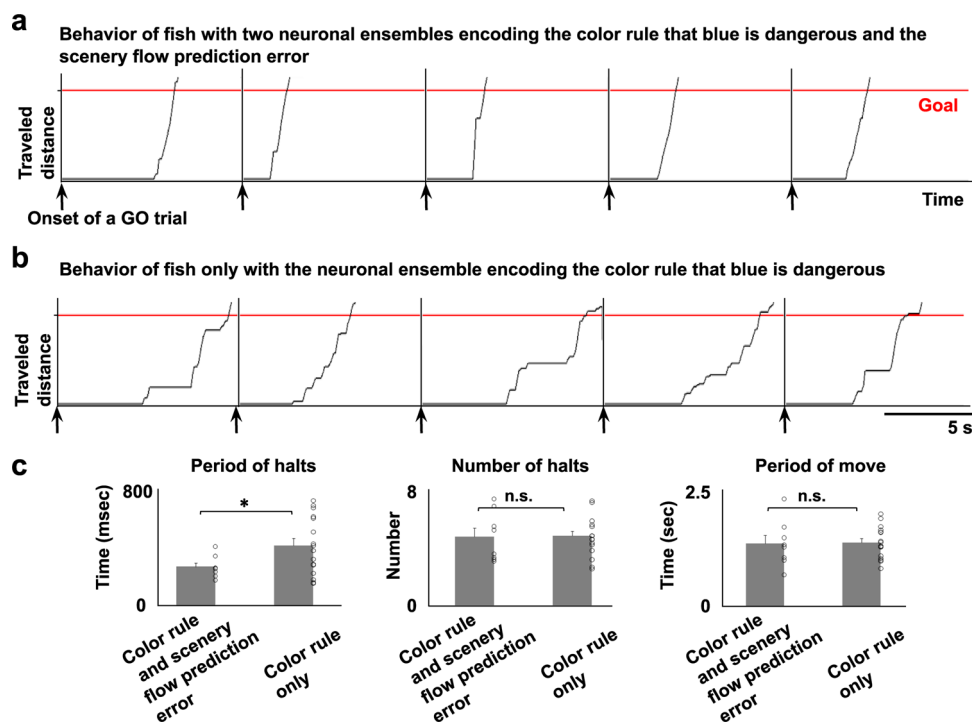 a
Behavior of fish with two neuronal ensembles encoding the color rule that blue is dangerous and the
scenery flow prediction error
Traveled
distance
Goal
Time
Onset of a GO trial
b
Behavior of fish only with the neuronal ensemble encoding the color rule that blue is dangerous
Traveled
distance
5 s
c
Period of halts
Time (msec)
800
0
*
Color rule
and scenery
flow prediction
error
Color rule
only
Number of halts
Number
8
0
n.s.
Color rule
and scenery
flow prediction
error
Color rule
only
Period of move
Time (sec)
2.5
0
n.s.
Color rule
and scenery
flow prediction
error
Color rule
only